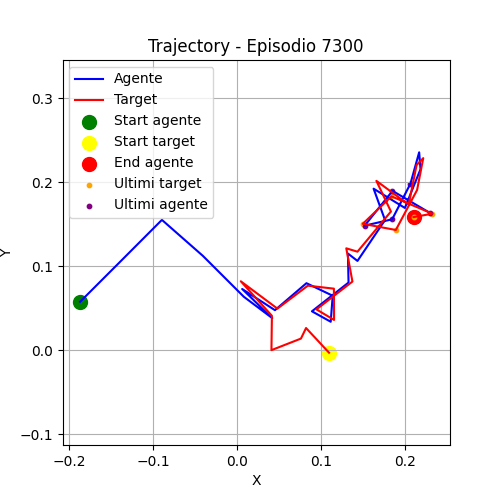 Trajectory - Episodio 7300
Agente
Target
Start agente
Start target
End agente
Ultimi target
Ultimi agente
0.3
0.2
0.1
0.0
−0.1
Y
−0.2
−0.1
0.0
0.1
0.2
X